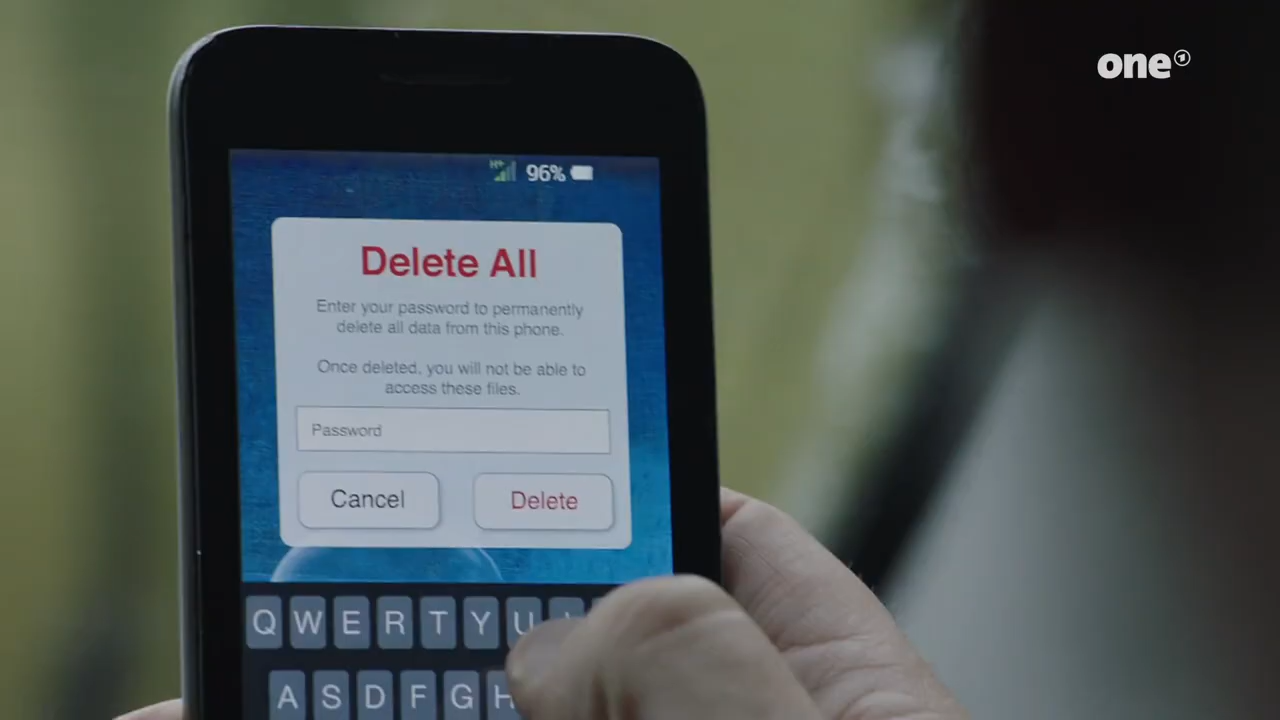 one
H+ 96%
Delete All
Enter your password to permanently
delete all data from this phone.
Once deleted, you will not be able to
access these files.
Password
Cancel
Delete
Q W E R T Y U
A S D F G H